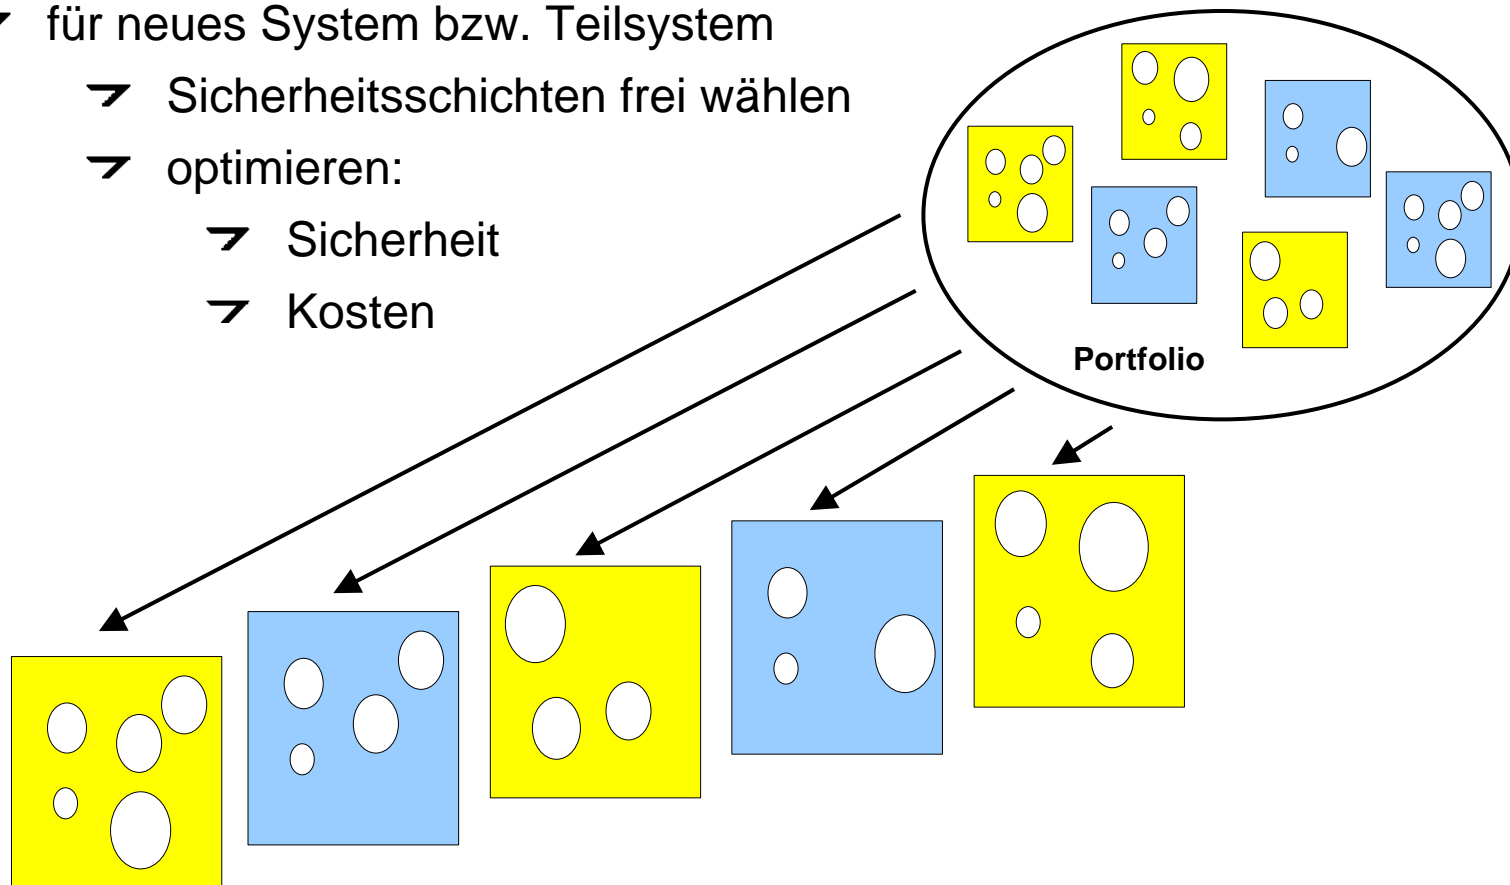 für neues System bzw. Teilsystem
Sicherheitsschichten frei wählen
optimieren:
Sicherheit
Kosten
Portfolio